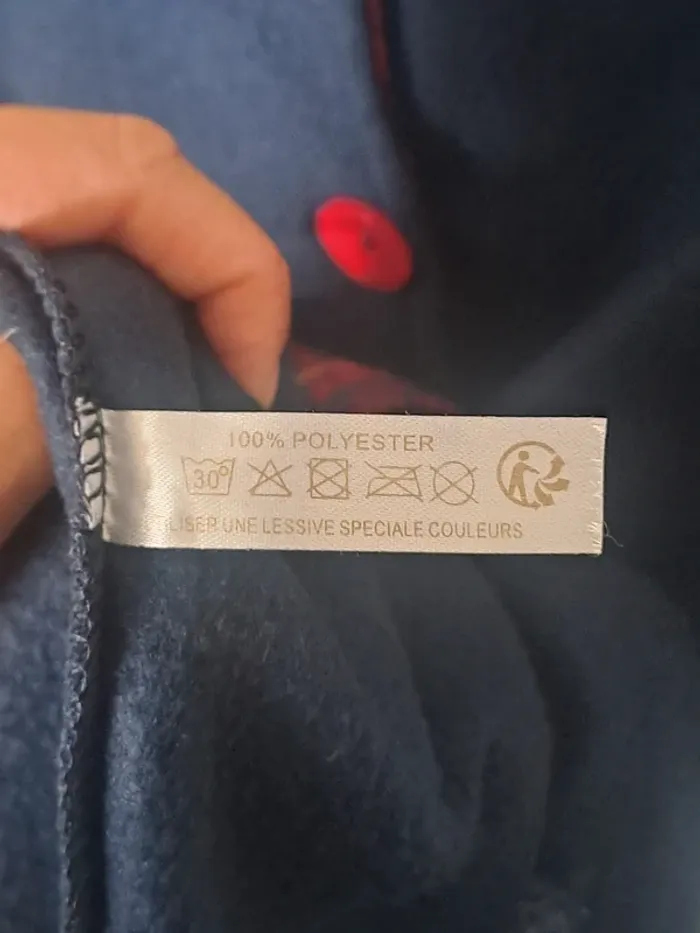 100% POLYESTER
30°
UNE LESSIVE SPECIALE COULEURS